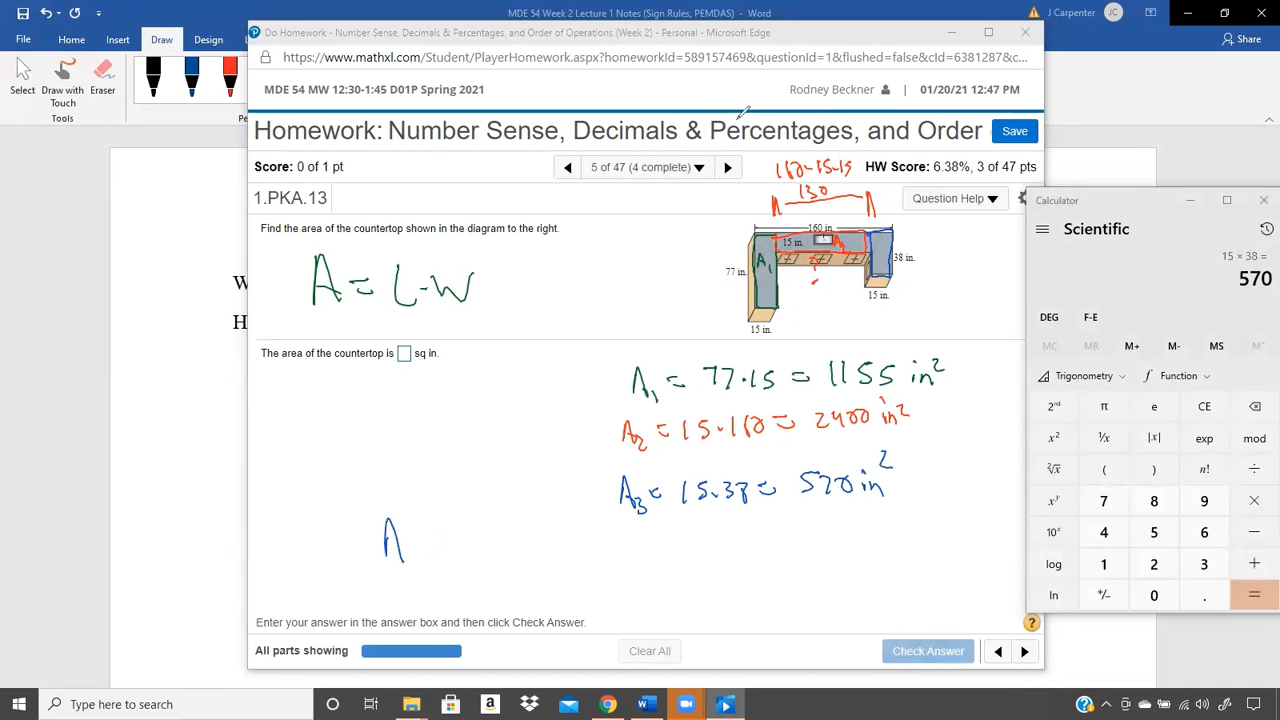 MDE 54 Week 2 Lecture 1 Notes (Sign Rules, PEMDAS) - Word
J Carpenter JC
File Home Insert Draw Design
Share
Do Homework - Number Sense, Decimals & Percentages, and Order of Operations (Week 2) - Personal - Microsoft Edge
https://www.mathxl.com/Student/PlayerHomework.aspx?homeworkId=589157469&questionId=1&flushed=false&cId=6381287&c...
Select Draw with Touch Eraser
Tools
MDE 54 MW 12:30-1:45 D01P Spring 2021
Rodney Beckner | 01/20/21 12:47 PM
Homework: Number Sense, Decimals & Percentages, and Order
Save
Score: 0 of 1 pt
5 of 47 (4 complete)
HW Score: 6.38%, 3 of 47 pts
160-15-15
130
1.PKA.13
Question Help
Find the area of the countertop shown in the diagram to the right.
160 in.
15 in.
A2
A1
77 in.
38 in.
15 in.
15 in.
A = L·W
The area of the countertop is sq in.
A1 = 77·15 = 1155 in2
A2 = 15·160 = 2400 in2
A3 = 15·38 = 570 in2
A
Enter your answer in the answer box and then click Check Answer.
All parts showing
Clear All
Check Answer
?
Calculator
Scientific
15 × 38 =
570
DEG F-E
MC MR M+ M- MS M˅
Trigonometry f Function
2nd π e CE
x² ¹/x |x| exp mod
²√x ( ) n! ÷
xʸ 7 8 9 ×
10ˣ 4 5 6 −
log 1 2 3 +
ln +/− 0 . =
W
H
Type here to search